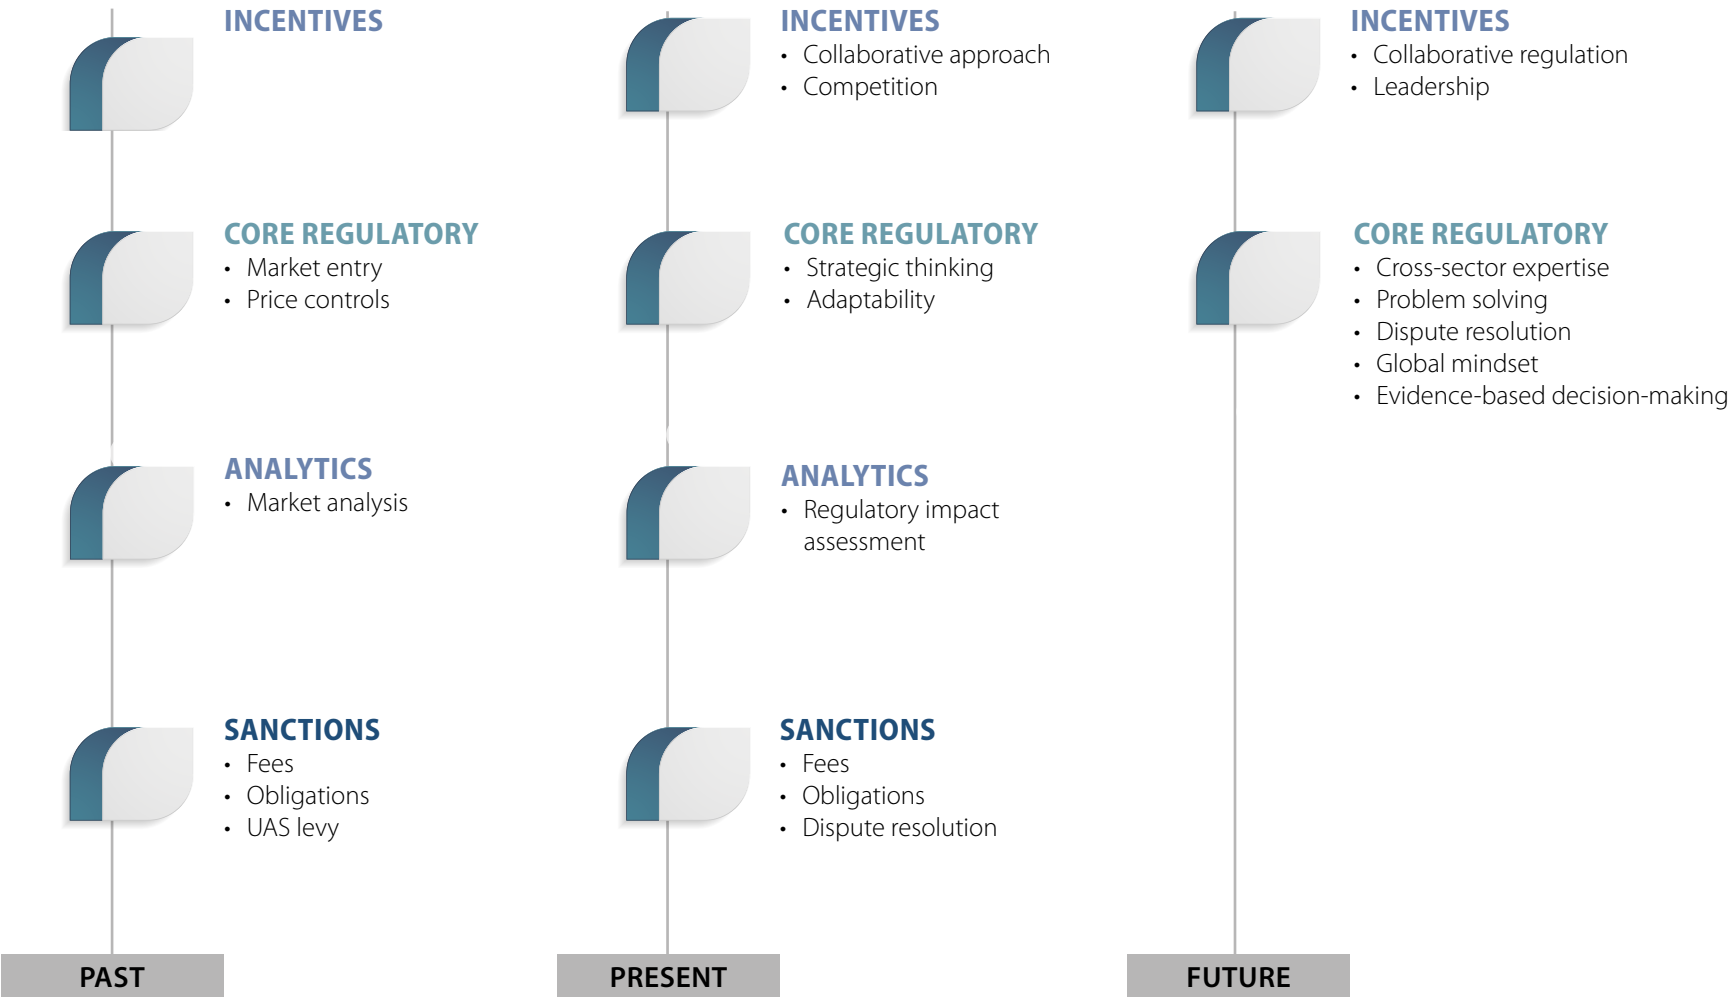 INCENTIVES
CORE REGULATORY
• Market entry
• Price controls
ANALYTICS
• Market analysis
SANCTIONS
• Fees
• Obligations
• UAS levy
PAST
INCENTIVES
• Collaborative approach
• Competition
CORE REGULATORY
• Strategic thinking
• Adaptability
ANALYTICS
• Regulatory impact
assessment
SANCTIONS
• Fees
• Obligations
• Dispute resolution
PRESENT
INCENTIVES
• Collaborative regulation
• Leadership
CORE REGULATORY
• Cross-sector expertise
• Problem solving
• Dispute resolution
• Global mindset
• Evidence-based decision-making
FUTURE